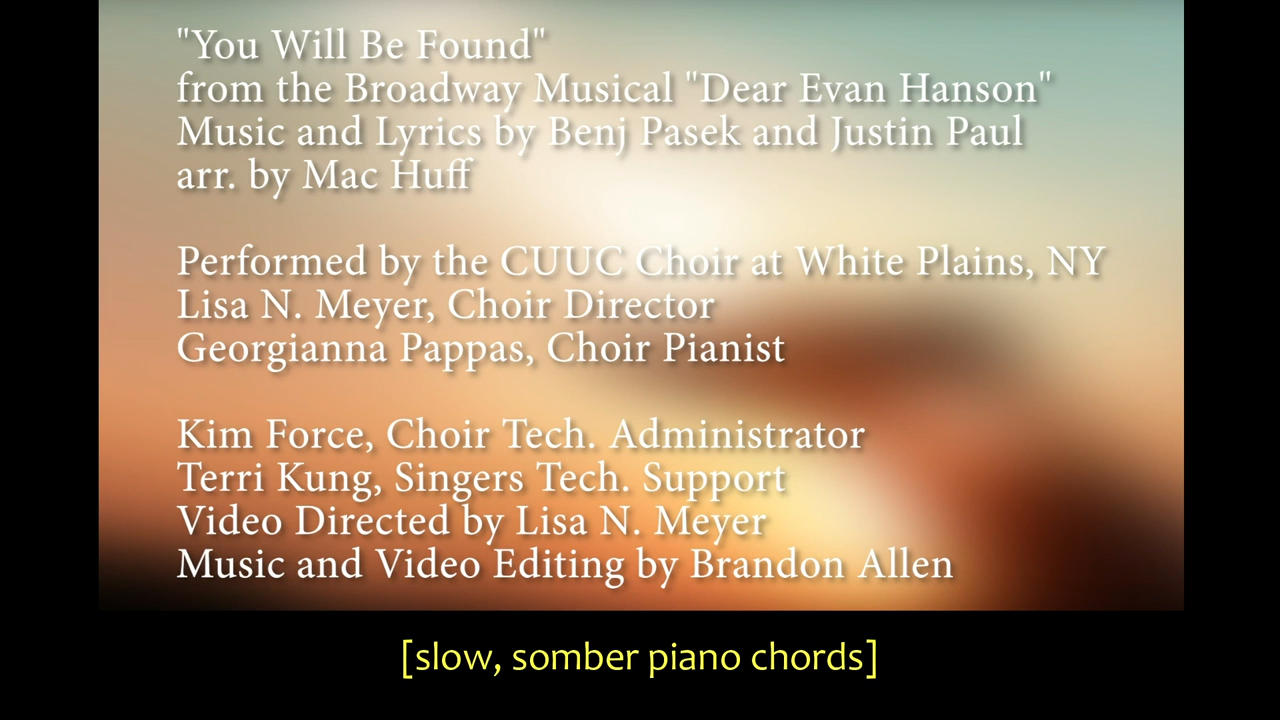 "You Will Be Found"
from the Broadway Musical "Dear Evan Hanson"
Music and Lyrics by Benj Pasek and Justin Paul
arr. by Mac Huff
Performed by the CUUC Choir at White Plains, NY
Lisa N. Meyer, Choir Director
Georgianna Pappas, Choir Pianist
Kim Force, Choir Tech. Administrator
Terri Kung, Singers Tech. Support
Video Directed by Lisa N. Meyer
Music and Video Editing by Brandon Allen
[slow, somber piano chords]